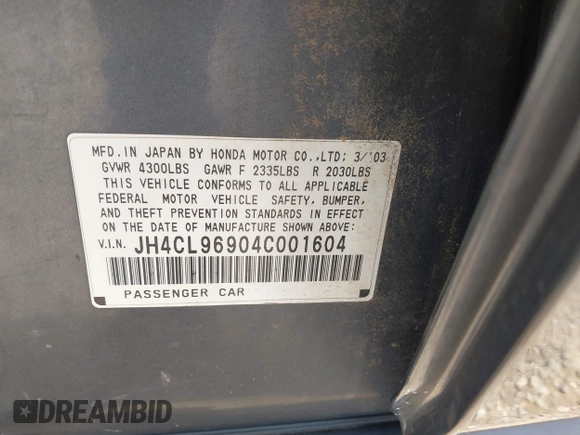 MFD. IN JAPAN BY HONDA MOTOR CO., LTD: 3/'03
GVWR 4300LBS GAWR F 2335LBS R 2030LBS
THIS VEHICLE CONFORMS TO ALL APPLICABLE
FEDERAL MOTOR VEHICLE SAFETY, BUMPER,
AND THEFT PREVENTION STANDARDS IN EFFECT
ON THE DATE OF MANUFACTURE SHOWN ABOVE:
V.I.N. JH4CL96904C001604
PASSENGER CAR
DREAMBID